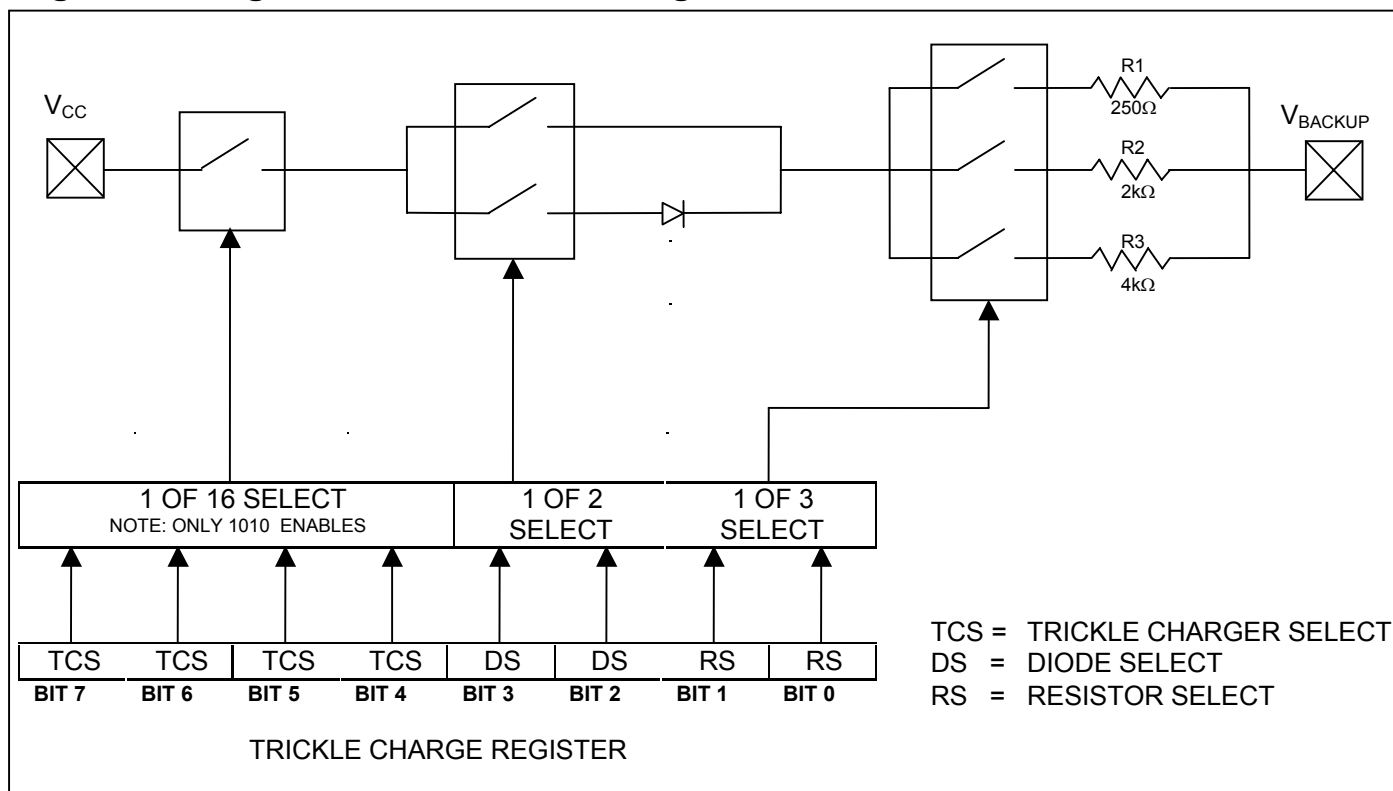 V_CC
R1
250Ω
V_BACKUP
R2
2kΩ
R3
4kΩ
1 OF 16 SELECT
NOTE: ONLY 1010 ENABLES
1 OF 2
SELECT
1 OF 3
SELECT
TCS TCS TCS TCS DS DS RS RS
BIT 7 BIT 6 BIT 5 BIT 4 BIT 3 BIT 2 BIT 1 BIT 0
TCS = TRICKLE CHARGER SELECT
DS = DIODE SELECT
RS = RESISTOR SELECT
TRICKLE CHARGE REGISTER